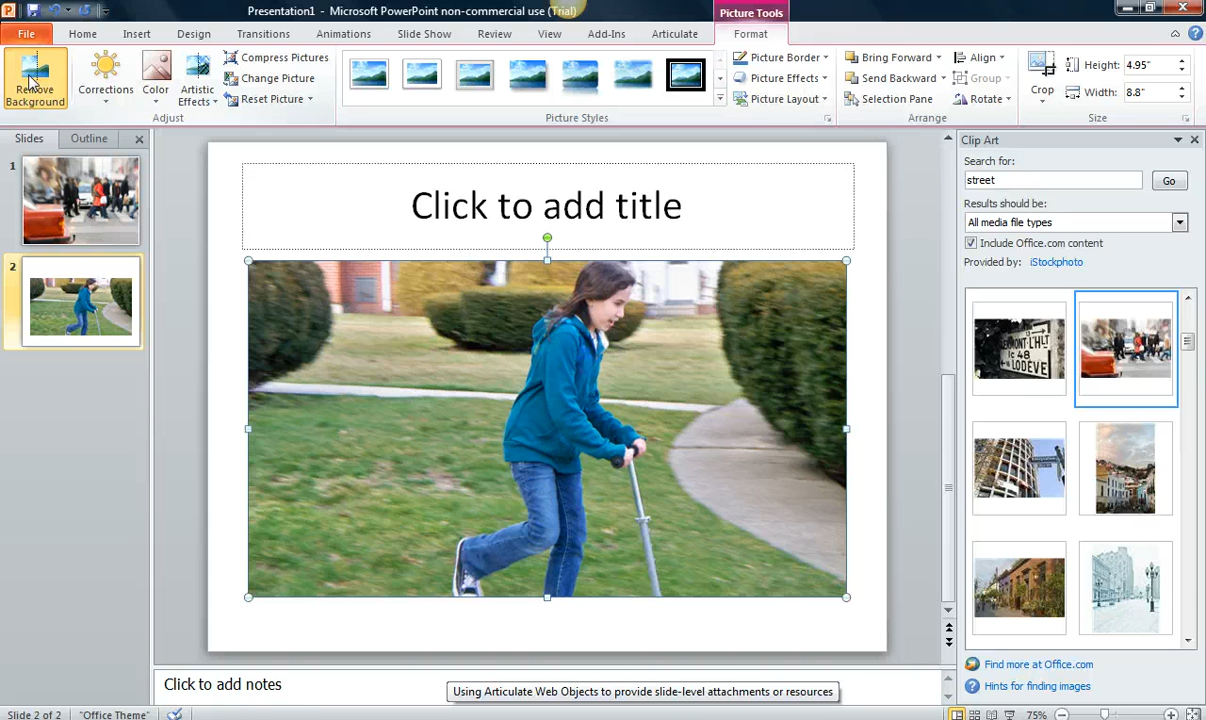 Presentation1 - Microsoft PowerPoint non-commercial use (Trial)
Picture Tools
File Home Insert Design Transitions Animations Slide Show Review View Add-Ins Articulate Format
Remove Background
Corrections
Color
Artistic Effects
Compress Pictures
Change Picture
Reset Picture
Adjust
Picture Styles
Picture Border
Picture Effects
Picture Layout
Bring Forward
Send Backward
Selection Pane
Align
Group
Rotate
Arrange
Crop
Height: 4.95"
Width: 8.8"
Size
Slides Outline
1
2
Click to add title
Click to add notes
Using Articulate Web Objects to provide slide-level attachments or resources
Clip Art
Search for:
street
Go
Results should be:
All media file types
Include Office.com content
Provided by: iStockphoto
Ic 48
LODEVE
Find more at Office.com
Hints for finding images
Slide 2 of 2
"Office Theme"
75%